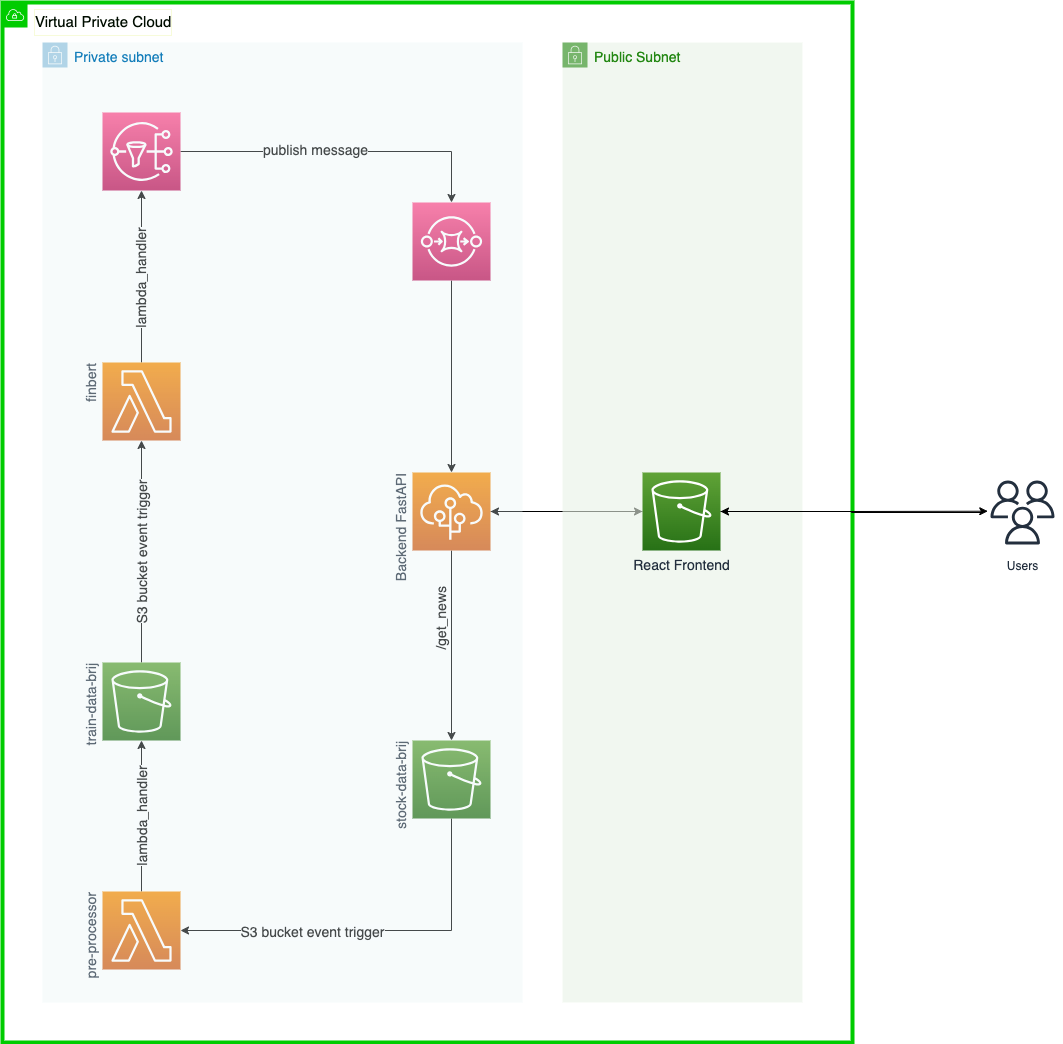 Virtual Private Cloud
Private subnet
Public Subnet
publish message
lambda_handler
finbert
S3 bucket event trigger
Backend FastAPI
React Frontend
Users
/get_news
train-data-brij
stock-data-brij
lambda_handler
pre-processor
S3 bucket event trigger